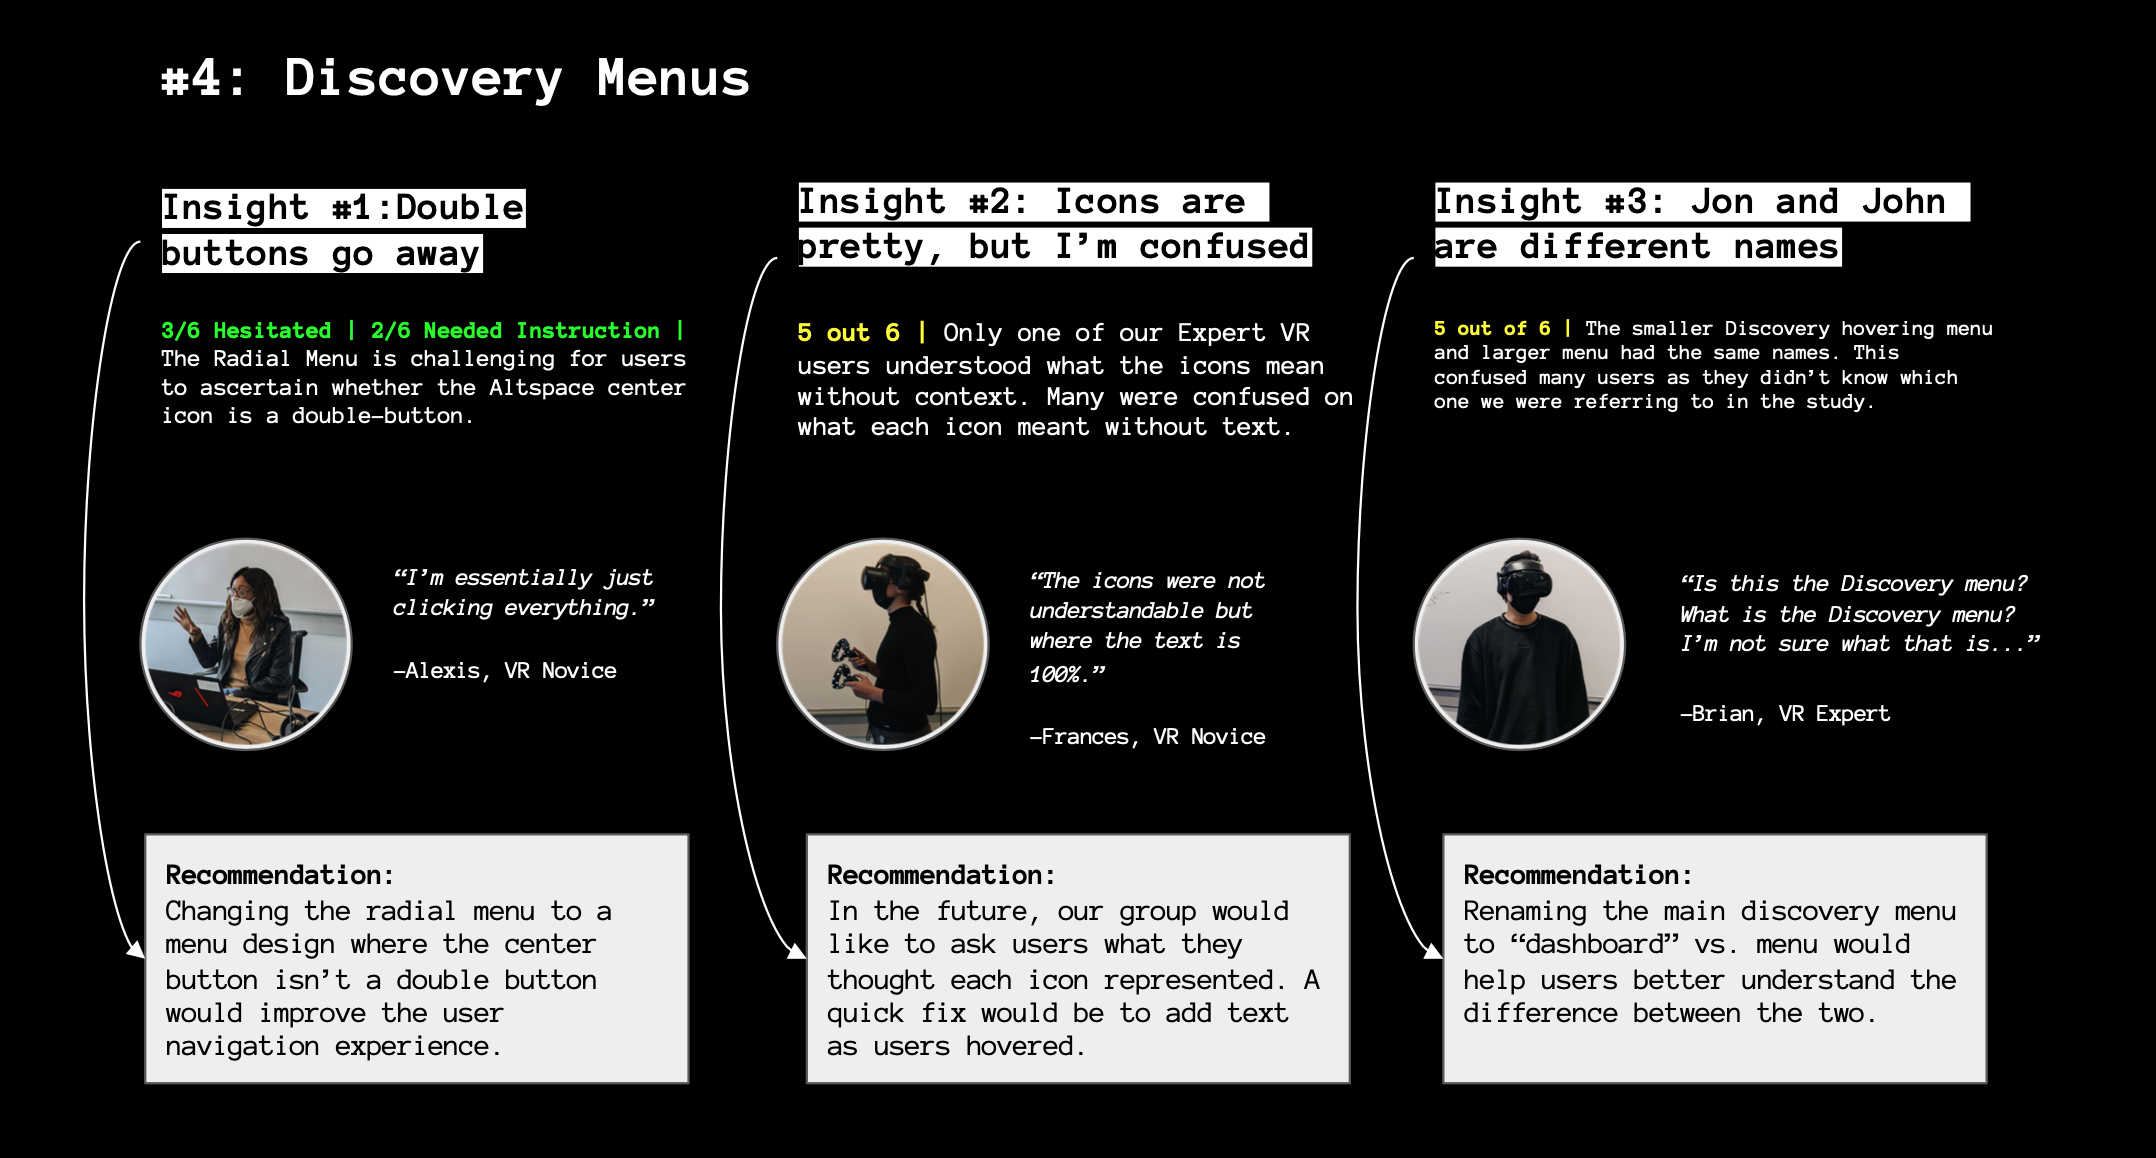 #4: Discovery Menus
Insight #1:Double
buttons go away
3/6 Hesitated | 2/6 Needed Instruction |
The Radial Menu is challenging for users
to ascertain whether the Altspace center
icon is a double-button.
“I’m essentially just
clicking everything.”
-Alexis, VR Novice
Recommendation:
Changing the radial menu to a
menu design where the center
button isn’t a double button
would improve the user
navigation experience.
Insight #2: Icons are
pretty, but I’m confused
5 out 6 | Only one of our Expert VR
users understood what the icons mean
without context. Many were confused on
what each icon meant without text.
“The icons were not
understandable but
where the text is
100%.”
-Frances, VR Novice
Recommendation:
In the future, our group would
like to ask users what they
thought each icon represented. A
quick fix would be to add text
as users hovered.
Insight #3: Jon and John
are different names
5 out of 6 | The smaller Discovery hovering menu
and larger menu had the same names. This
confused many users as they didn’t know which
one we were referring to in the study.
“Is this the Discovery menu?
What is the Discovery menu?
I’m not sure what that is...”
-Brian, VR Expert
Recommendation:
Renaming the main discovery menu
to “dashboard” vs. menu would
help users better understand the
difference between the two.